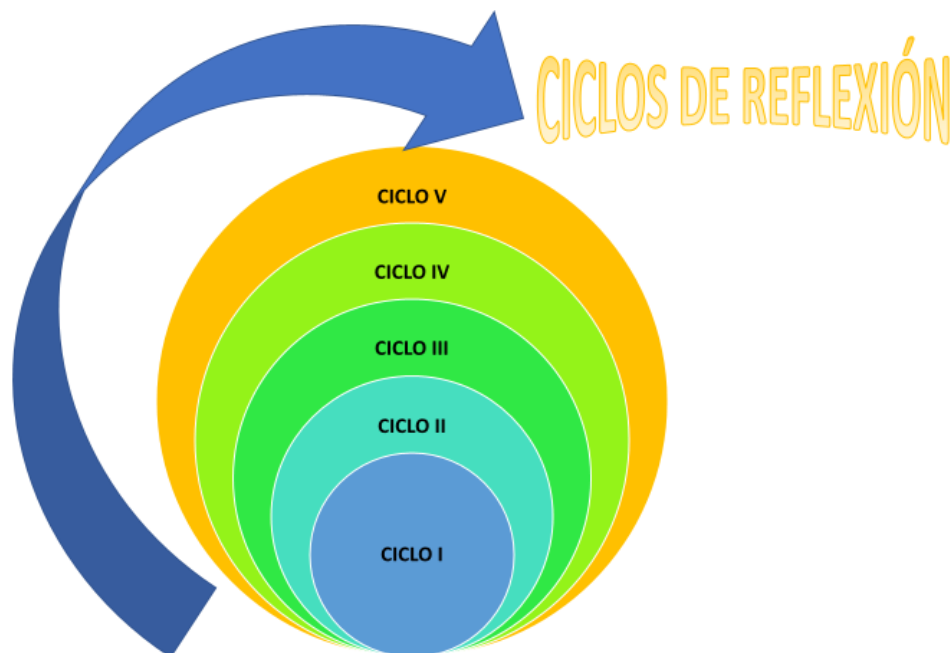 CICLOS DE REFLEXIÓN
CICLO V
CICLO IV
CICLO III
CICLO II
CICLO I